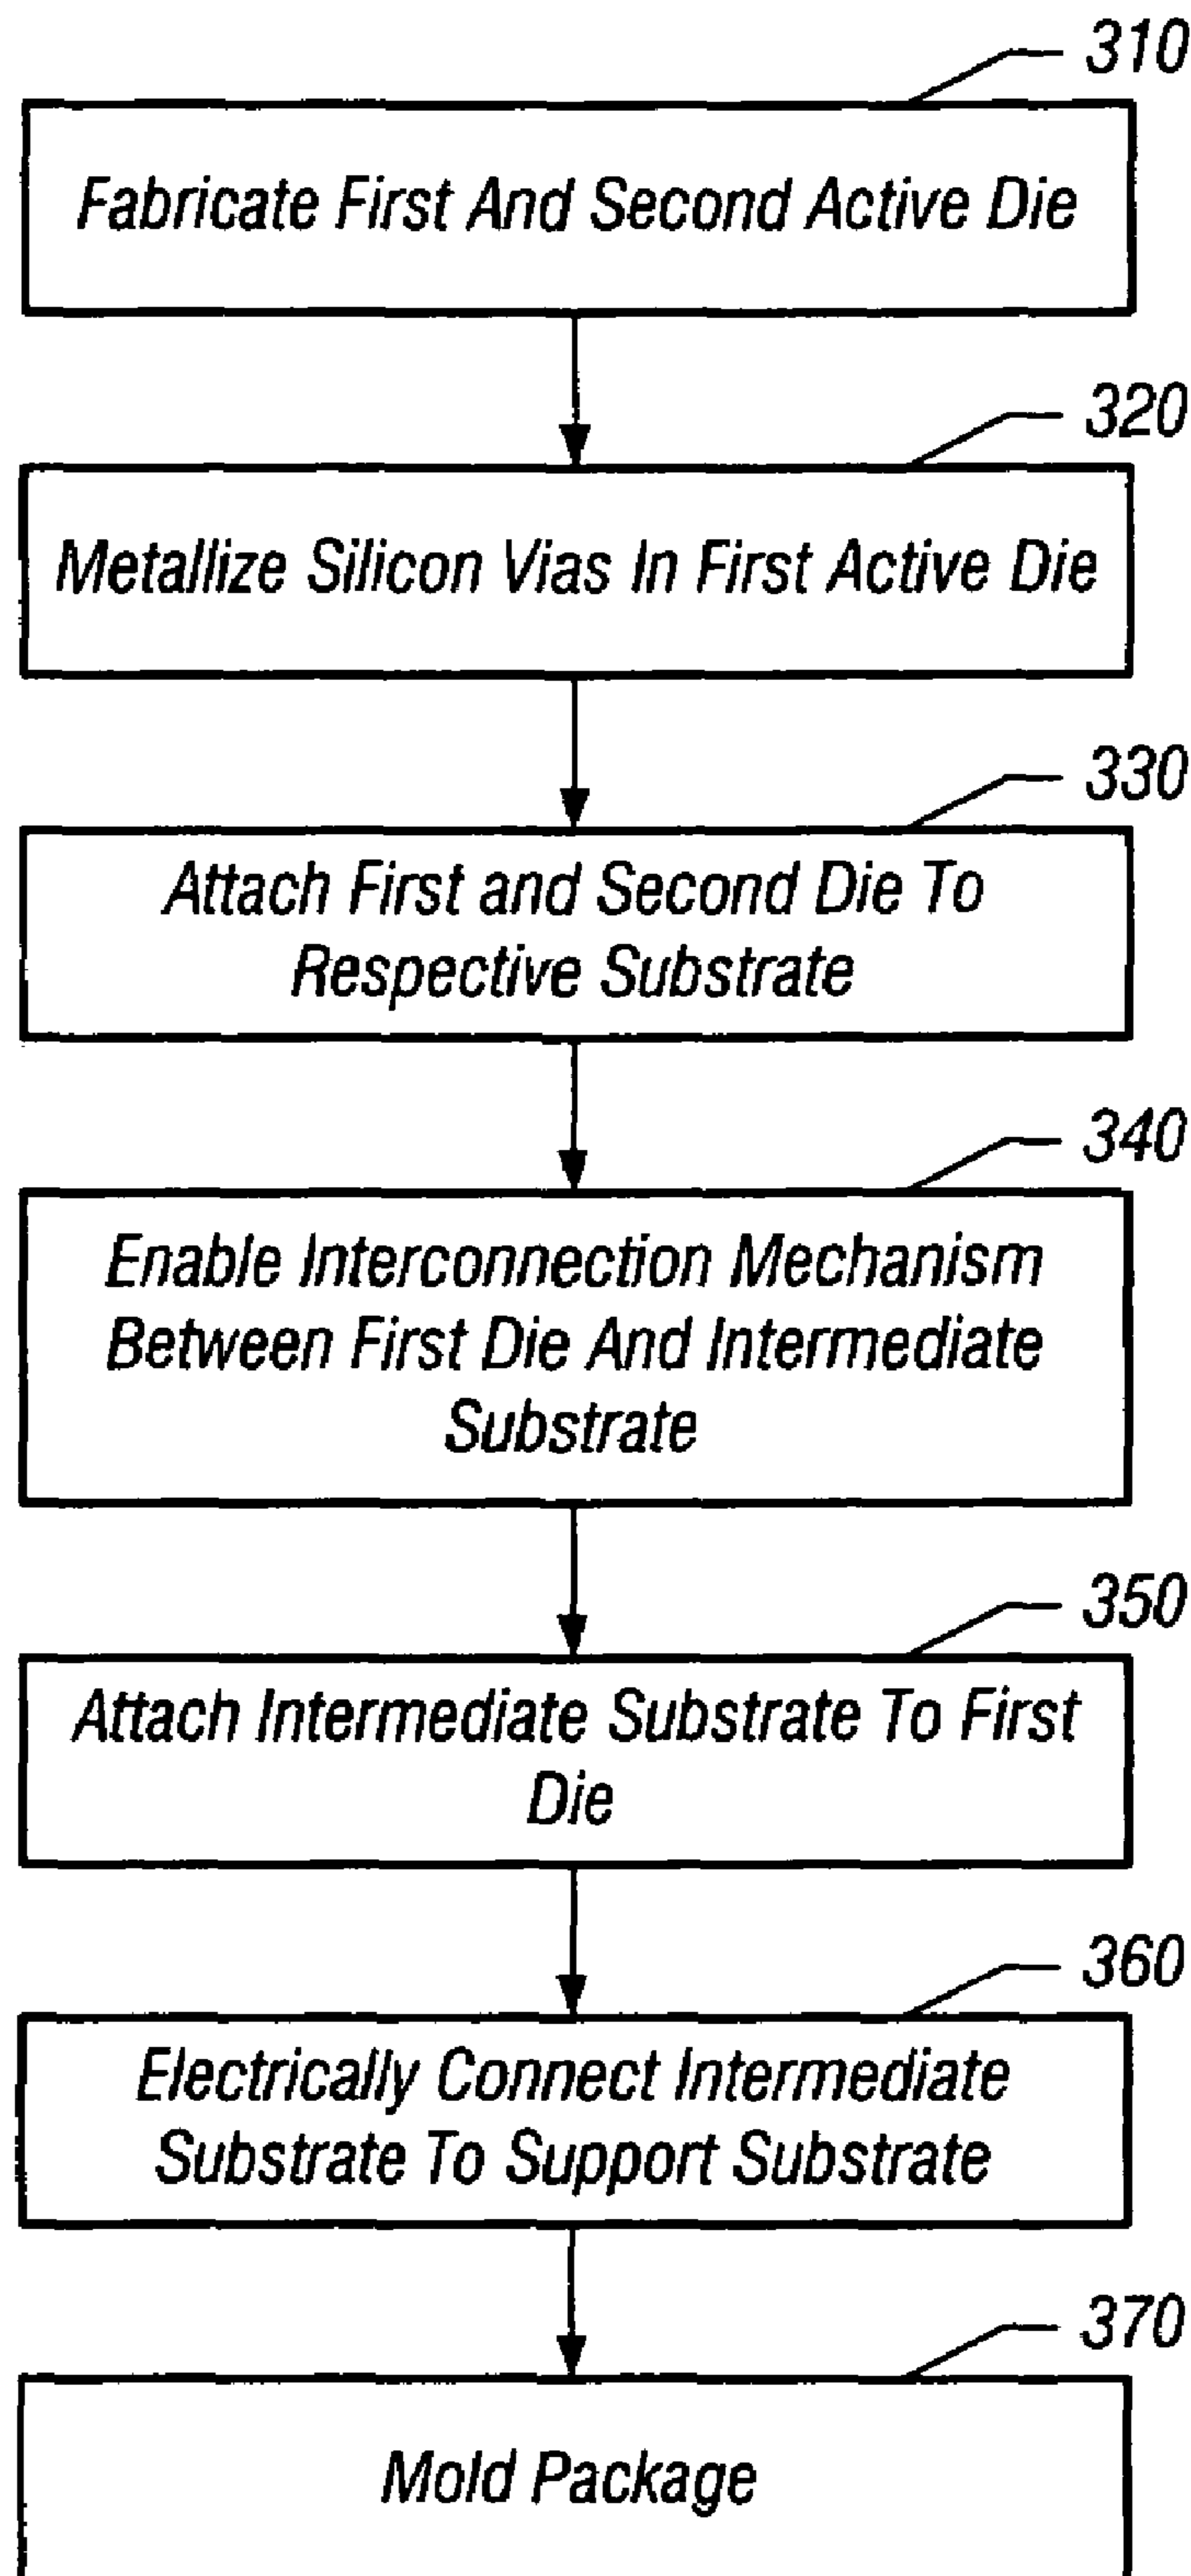 310
Fabricate First And Second Active Die
320
Metallize Silicon Vias In First Active Die
330
Attach First and Second Die To
Respective Substrate
340
Enable Interconnection Mechanism
Between First Die And Intermediate
Substrate
350
Attach Intermediate Substrate To First
Die
360
Electrically Connect Intermediate
Substrate To Support Substrate
370
Mold Package